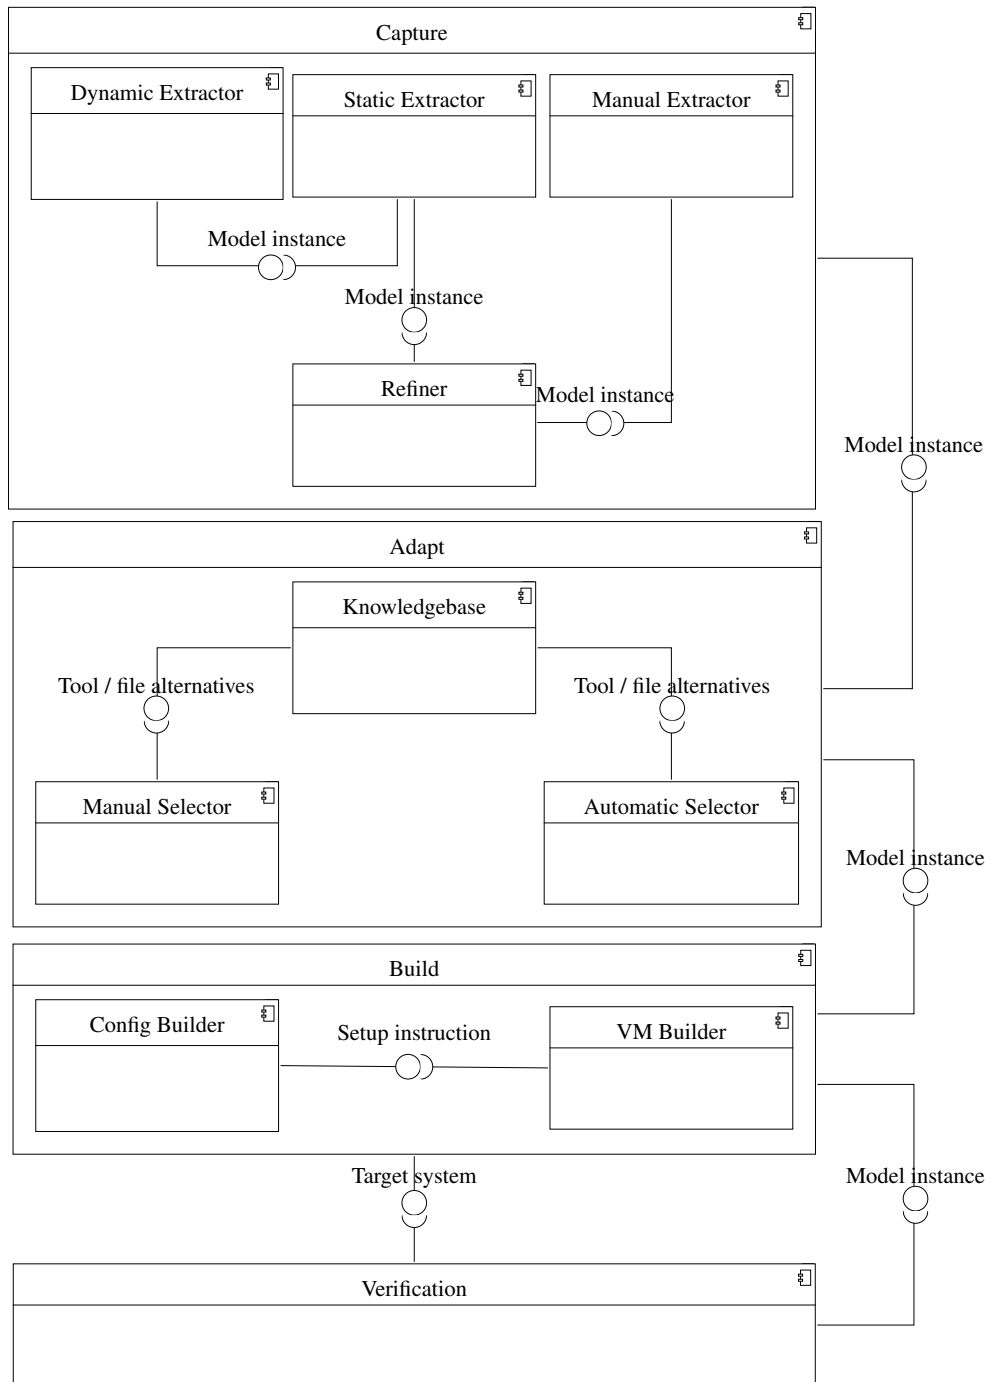 Capture
Dynamic Extractor
Static Extractor
Manual Extractor
Model instance
Model instance
Refiner
Model instance
Model instance
Adapt
Knowledgebase
Tool / file alternatives
Tool / file alternatives
Manual Selector
Automatic Selector
Model instance
Build
Config Builder
Setup instruction
VM Builder
Target system
Model instance
Verification